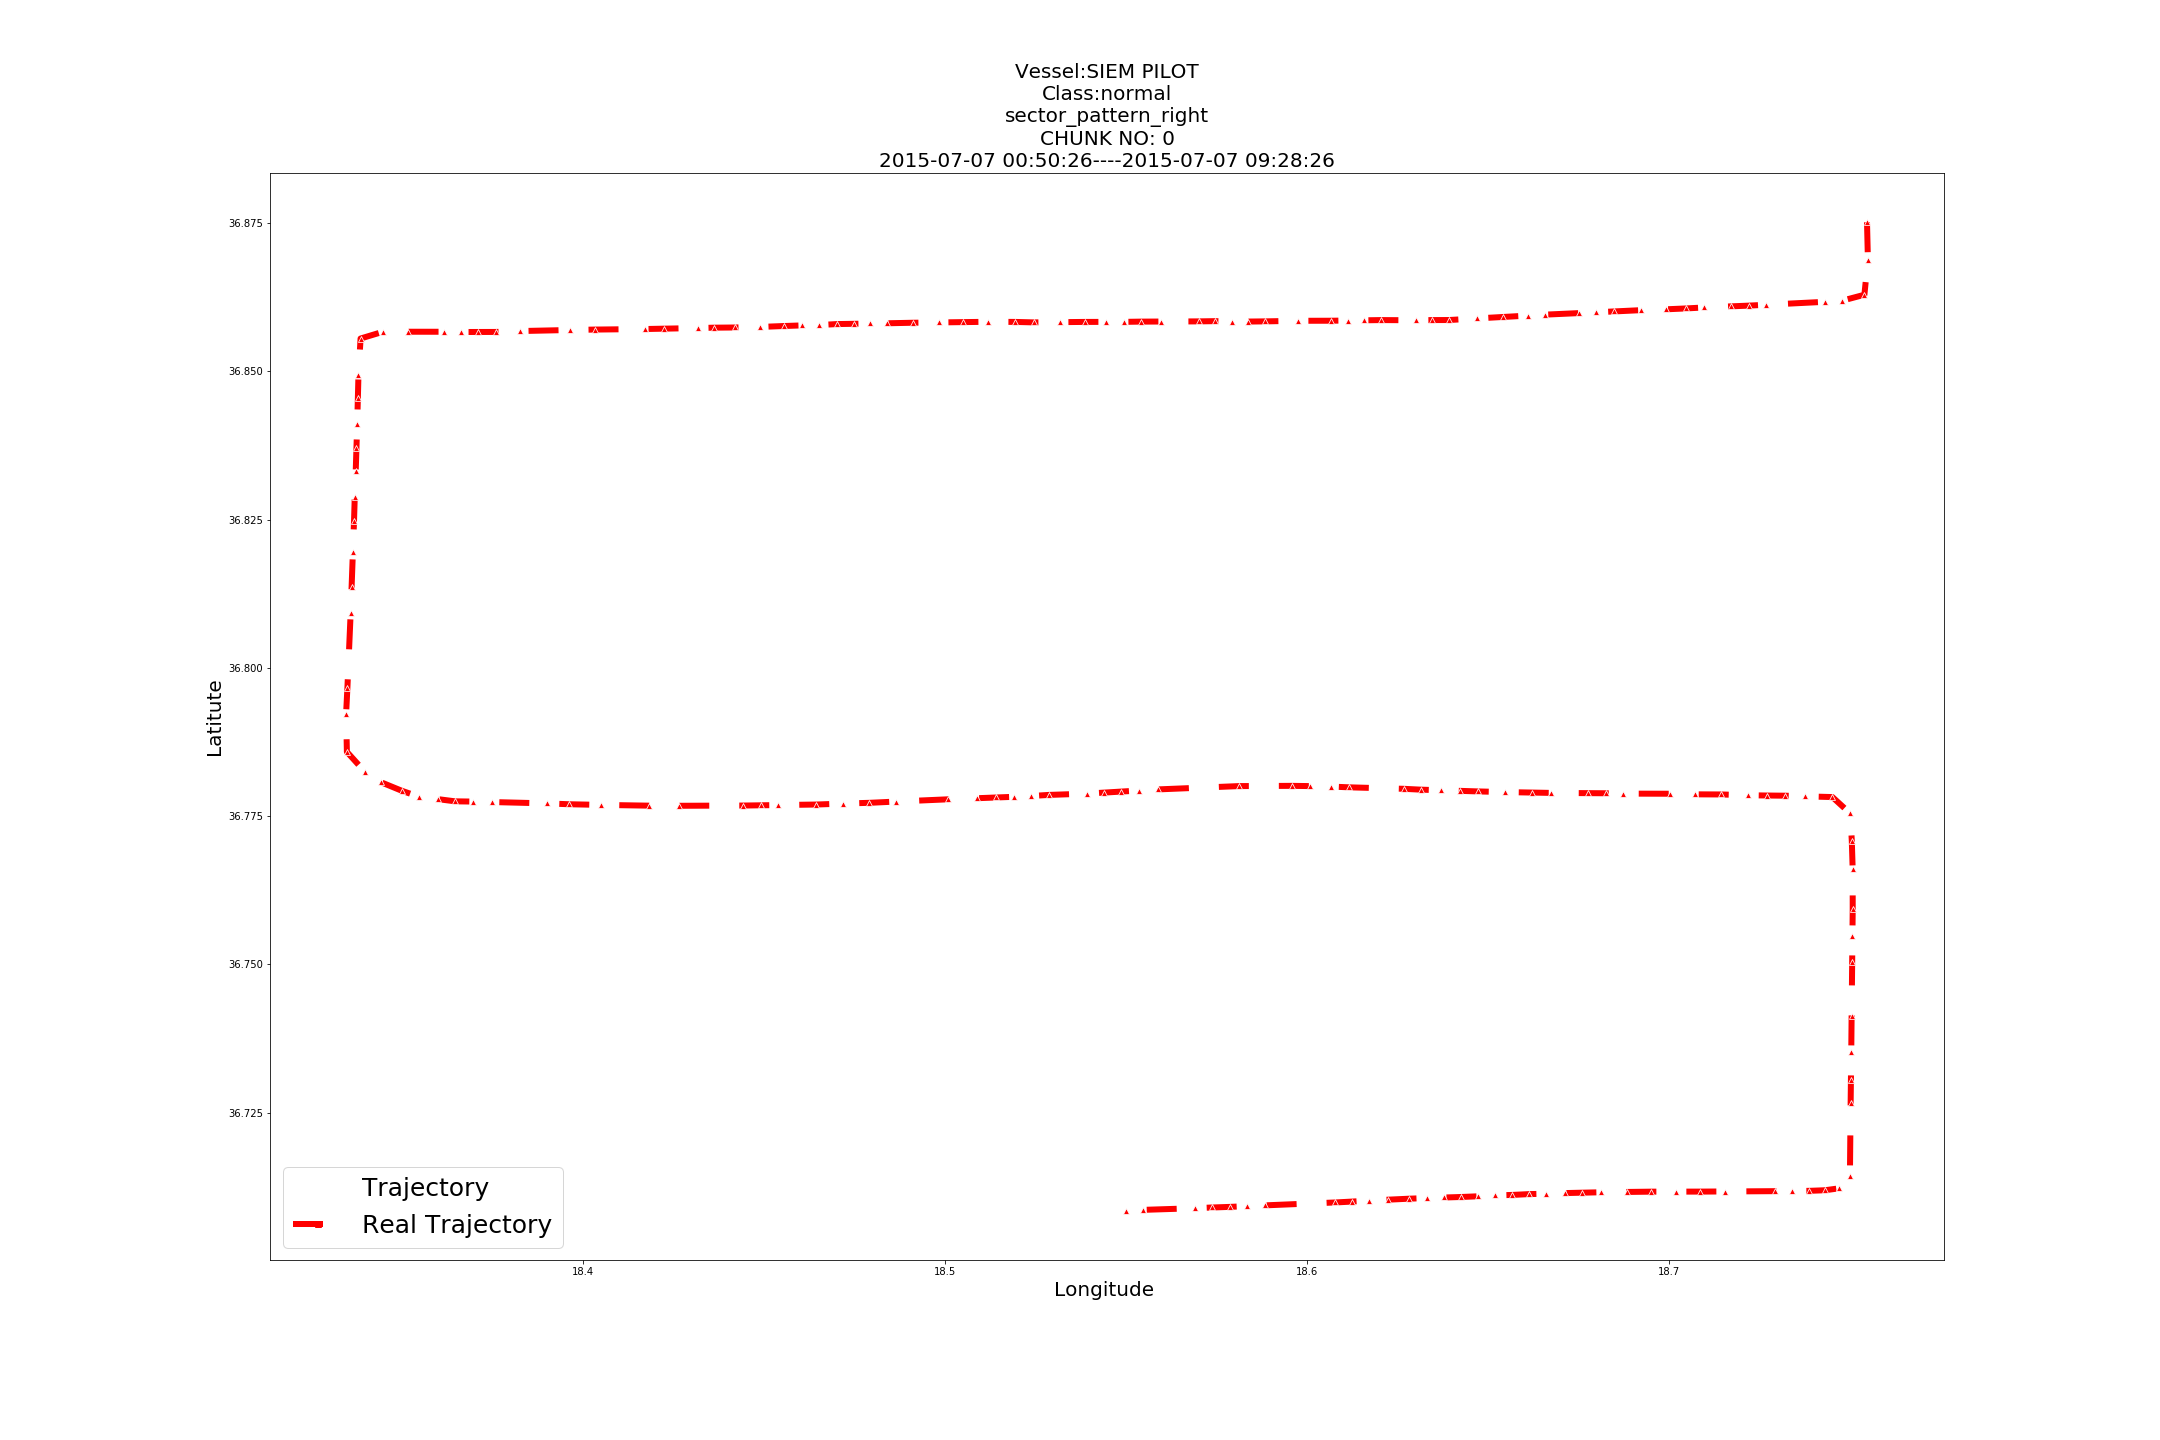 Vessel:SIEM PILOT
Class:normal
sector_pattern_right
CHUNK NO: 0
2015-07-07 00:50:26----2015-07-07 09:28:26
36.875
36.850
36.825
36.800
36.775
36.750
36.725
Latitute
Trajectory
Real Trajectory
18.4
18.5
18.6
18.7
Longitude